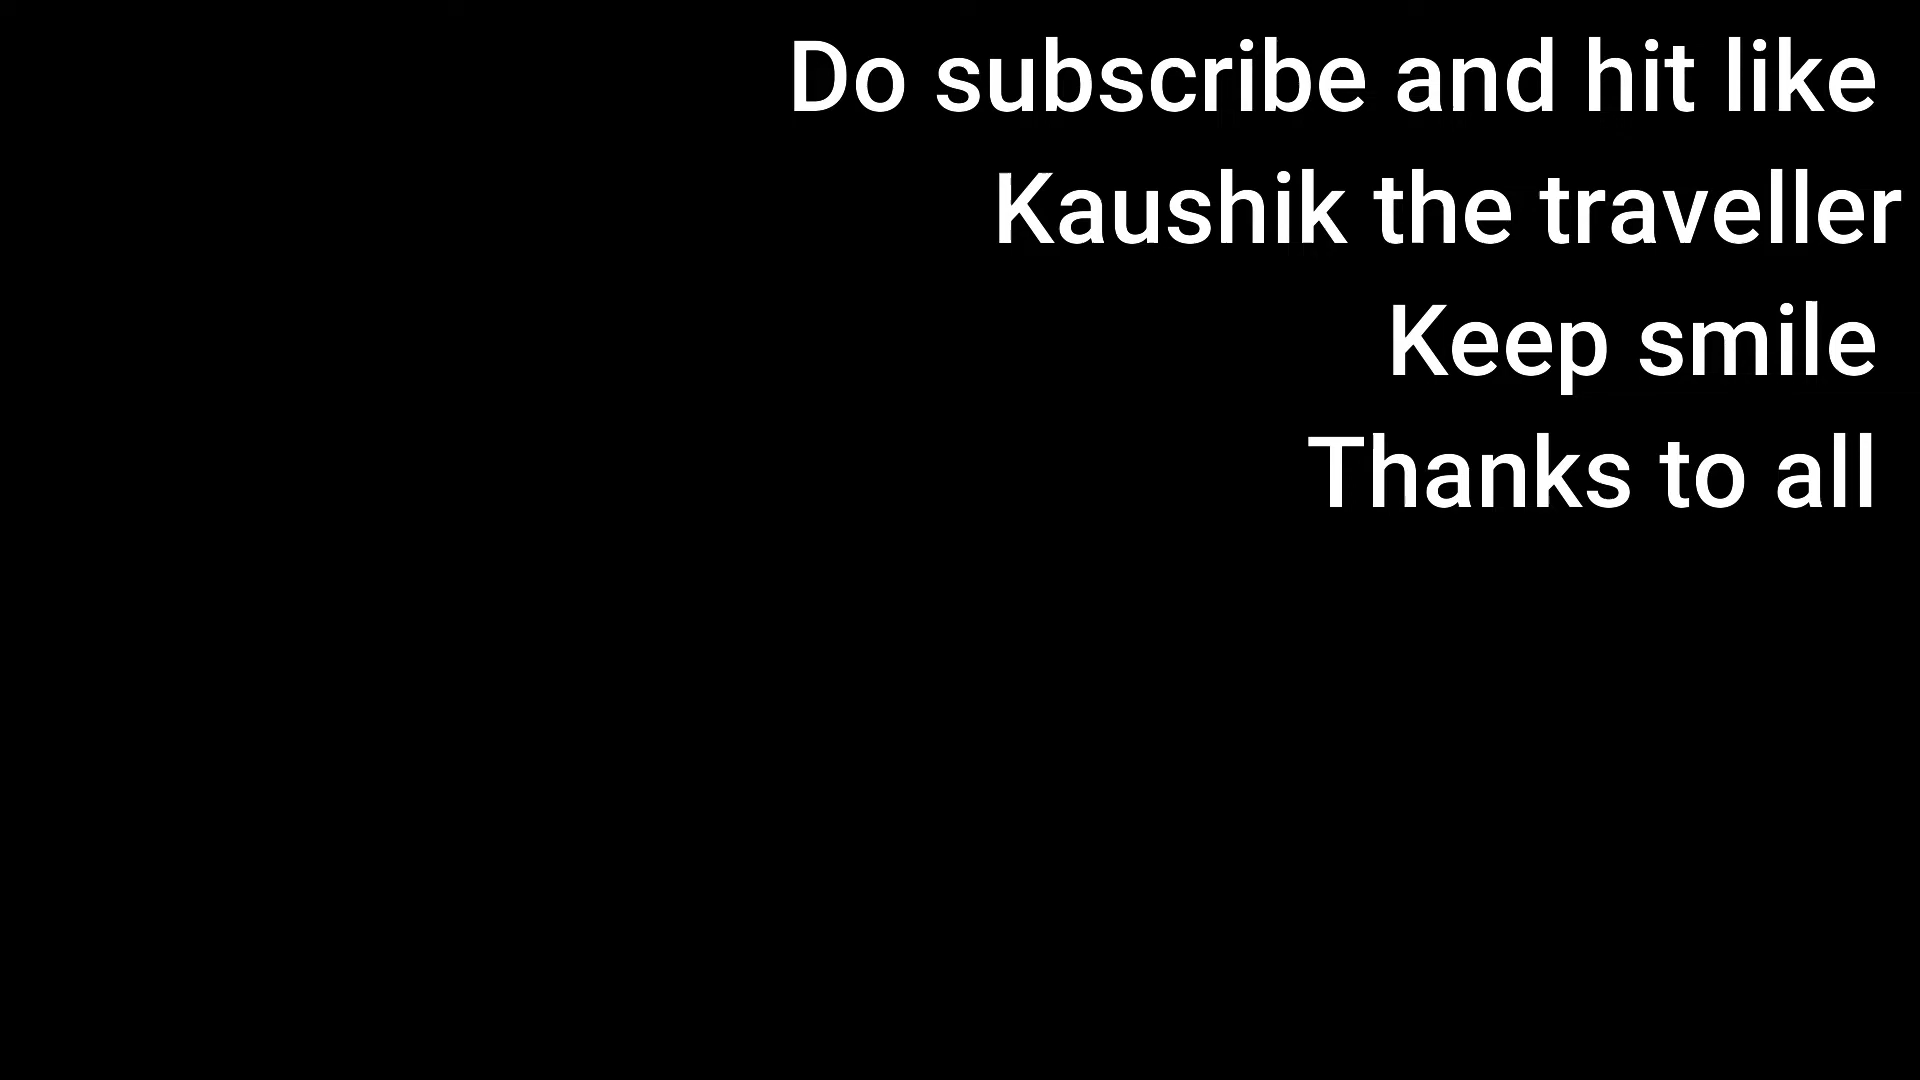 Do subscribe and hit like
Kaushik the traveller
Keep smile
Thanks to all